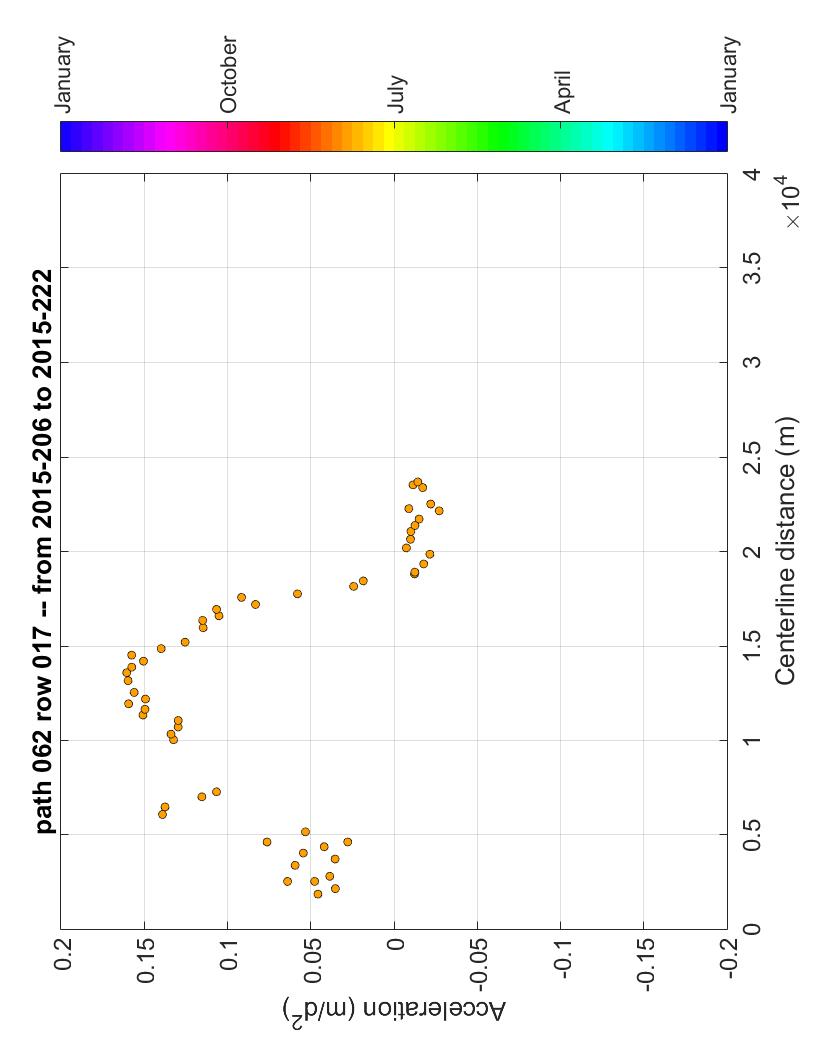 path 062 row 017 -- from 2015-206 to 2015-222
Acceleration (m/d²)
0.2
0.15
0.1
0.05
0
-0.05
-0.1
-0.15
-0.2
0
0.5
1
1.5
2
2.5
3
3.5
4
×10⁴
Centerline distance (m)
January
October
July
April
January